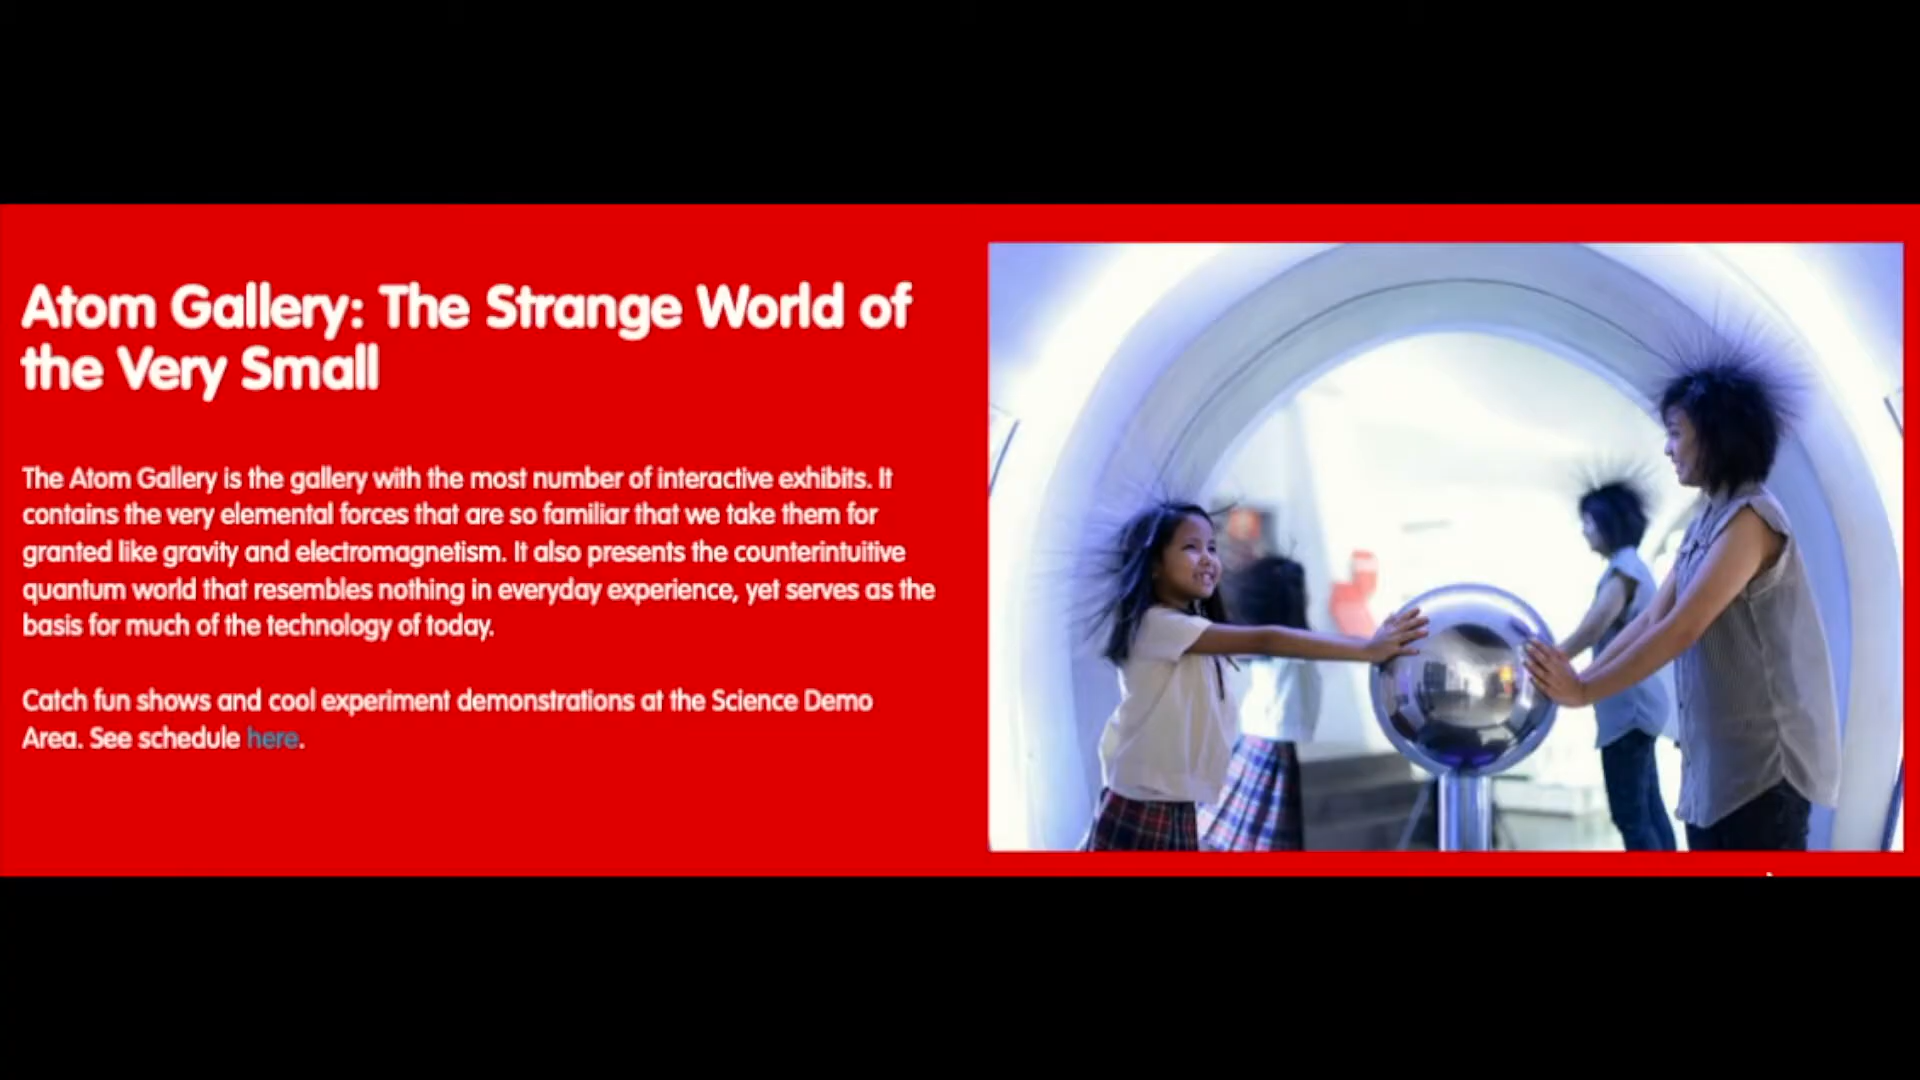 Atom Gallery: The Strange World of
the Very Small
The Atom Gallery is the gallery with the most number of interactive exhibits. It
contains the very elemental forces that are so familiar that we take them for
granted like gravity and electromagnetism. It also presents the counterintuitive
quantum world that resembles nothing in everyday experience, yet serves as the
basis for much of the technology of today.
Catch fun shows and cool experiment demonstrations at the Science Demo
Area. See schedule here.